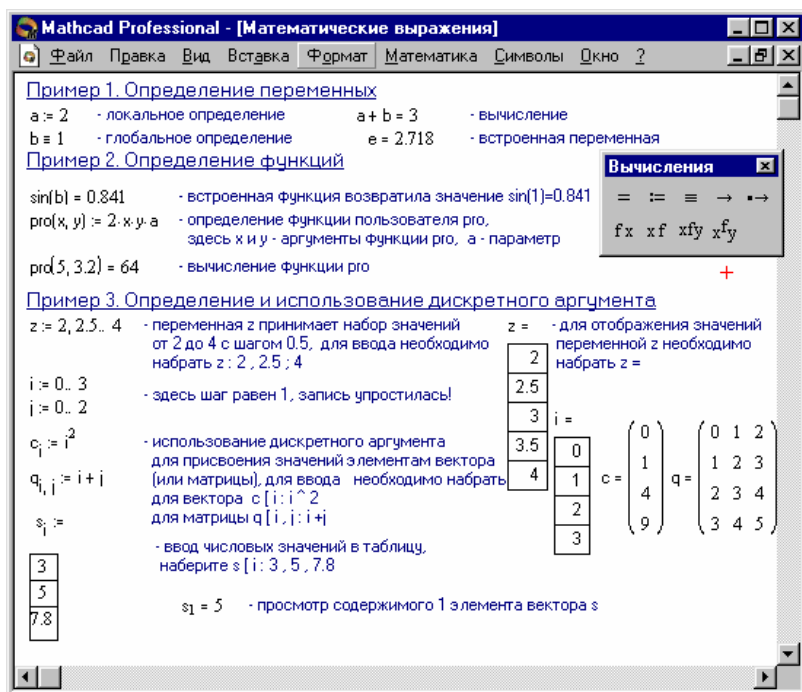 Mathcad Professional - [Математические выражения]
Файл Правка Вид Вставка Формат Математика Символы Окно ?
Пример 1. Определение переменных
a := 2 - локальное определение a + b = 3 - вычисление
b ≡ 1 - глобальное определение e = 2.718 - встроенная переменная
Пример 2. Определение функций
Вычисления
= := ≡ → ▪→
fx xf xfy xfy
sin(b) = 0.841 - встроенная функция возвратила значение sin(1)=0.841
pro(x, y) := 2·x·y·a - определение функции пользователя pro,
здесь x и y - аргументы функции pro, a - параметр
pro(5, 3.2) = 64 - вычисление функции pro
Пример 3. Определение и использование дискретного аргумента
z := 2, 2.5.. 4 - переменная z принимает набор значений
от 2 до 4 с шагом 0.5, для ввода необходимо
набрать z : 2 , 2.5 ; 4
z = - для отображения значений
переменной z необходимо
набрать z =
2
2.5
3
3.5
4
i := 0.. 3
j := 0.. 2
- здесь шаг равен 1, запись упростилась!
i =
0
1
2
3
c_i := i^2 - использование дискретного аргумента
для присвоения значений элементам вектора
q_i, j := i + j (или матрицы), для ввода необходимо набрать
для вектора c [ i : i ^ 2
для матрицы q [ i , j : i +j
c =
0
1
4
9
q =
0 1 2
1 2 3
2 3 4
3 4 5
s_i :=
3
5
7.8
- ввод числовых значений в таблицу,
наберите s [ i : 3 , 5 , 7.8
s_1 = 5 - просмотр содержимого 1 элемента вектора s